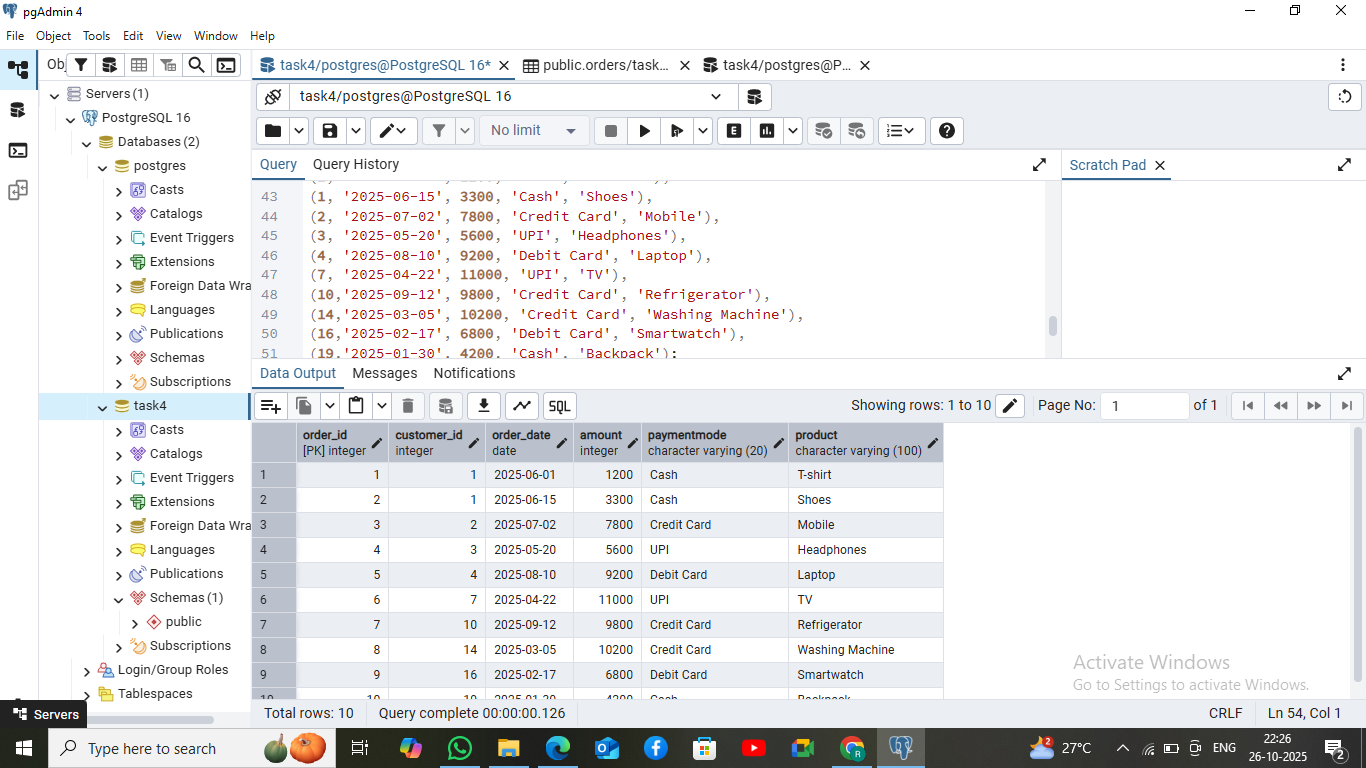 pgAdmin 4
File Object Tools Edit View Window Help
Ob
task4/postgres@PostgreSQL 16*
public.orders/task...
task4/postgres@P...
Servers (1)
PostgreSQL 16
Databases (2)
postgres
Casts
Catalogs
Event Triggers
Extensions
Foreign Data Wra
Languages
Publications
Schemas
Subscriptions
task4
Casts
Catalogs
Event Triggers
Extensions
Foreign Data Wra
Languages
Publications
Schemas (1)
public
Subscriptions
Login/Group Roles
Tablespaces
Servers
task4/postgres@PostgreSQL 16
No limit
E
Query Query History
Scratch Pad
43 (1, '2025-06-15', 3300, 'Cash', 'Shoes'),
44 (2, '2025-07-02', 7800, 'Credit Card', 'Mobile'),
45 (3, '2025-05-20', 5600, 'UPI', 'Headphones'),
46 (4, '2025-08-10', 9200, 'Debit Card', 'Laptop'),
47 (7, '2025-04-22', 11000, 'UPI', 'TV'),
48 (10,'2025-09-12', 9800, 'Credit Card', 'Refrigerator'),
49 (14,'2025-03-05', 10200, 'Credit Card', 'Washing Machine'),
50 (16,'2025-02-17', 6800, 'Debit Card', 'Smartwatch'),
51 (19,'2025-01-30', 4200, 'Cash', 'Backpack');
Data Output Messages Notifications
SQL
Showing rows: 1 to 10
Page No: 1 of 1
order_id customer_id order_date amount paymentmode product
[PK] integer integer date integer character varying (20) character varying (100)
1 1 1 2025-06-01 1200 Cash T-shirt
2 2 1 2025-06-15 3300 Cash Shoes
3 3 2 2025-07-02 7800 Credit Card Mobile
4 4 3 2025-05-20 5600 UPI Headphones
5 5 4 2025-08-10 9200 Debit Card Laptop
6 6 7 2025-04-22 11000 UPI TV
7 7 10 2025-09-12 9800 Credit Card Refrigerator
8 8 14 2025-03-05 10200 Credit Card Washing Machine
9 9 16 2025-02-17 6800 Debit Card Smartwatch
10 10 19 2025-01-30 4200 Cash Backpack
Activate Windows
Go to Settings to activate Windows.
Total rows: 10 Query complete 00:00:00.126
CRLF Ln 54, Col 1
Type here to search
2
27°C
ENG
22:26
26-10-2025
2